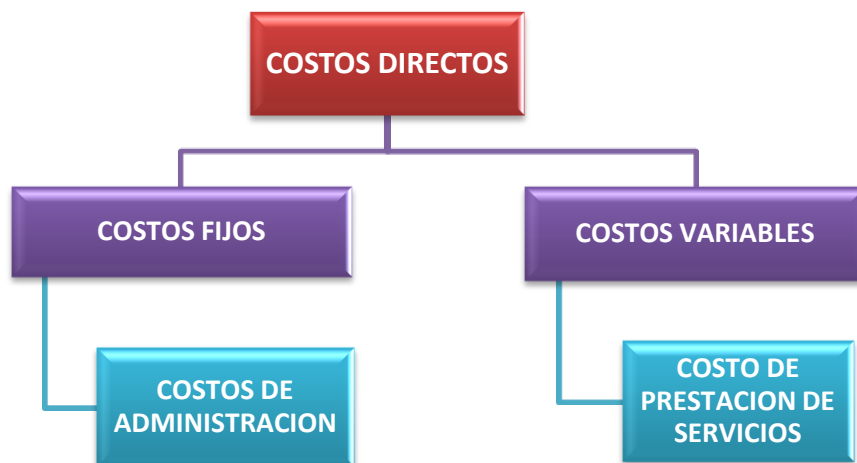 COSTOS DIRECTOS
COSTOS FIJOS
COSTOS VARIABLES
COSTOS DE
ADMINISTRACION
COSTO DE
PRESTACION DE
SERVICIOS